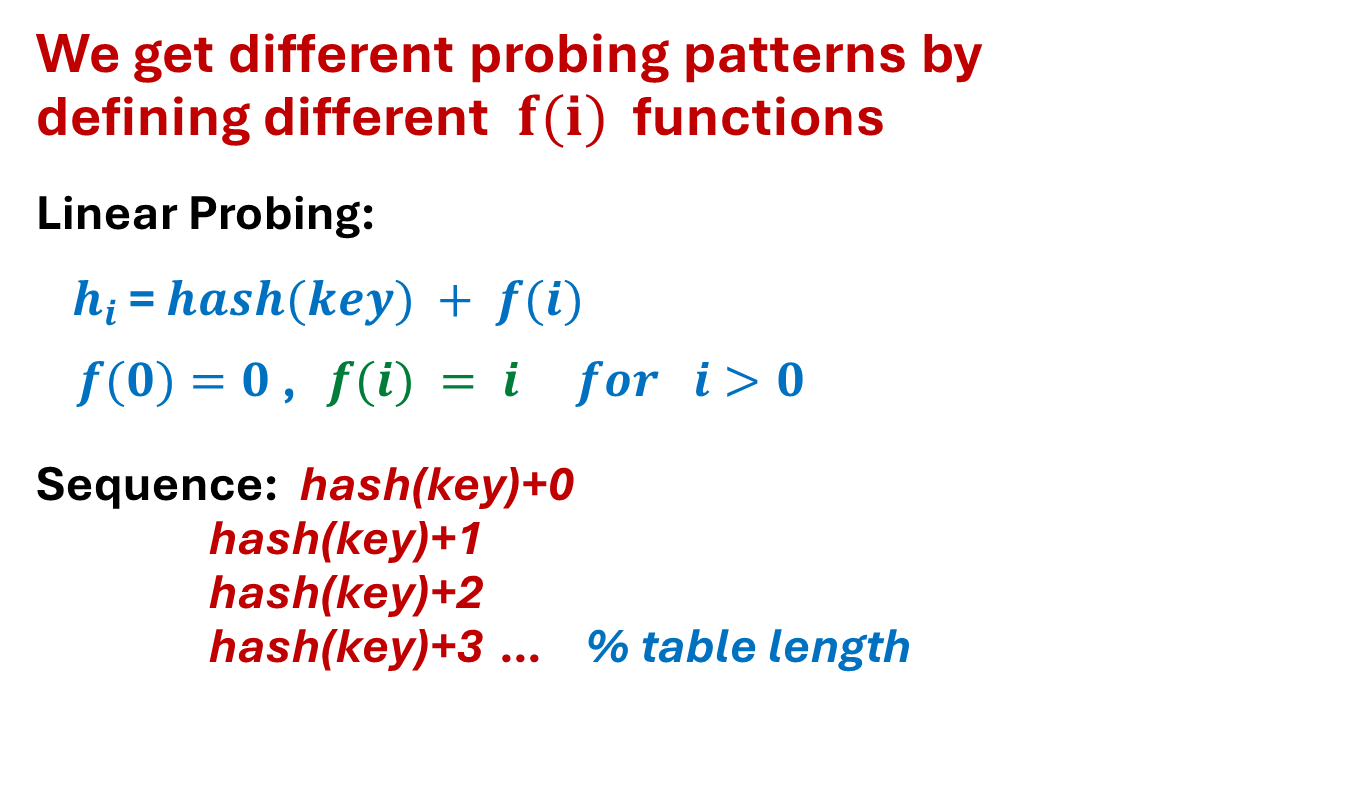 We get different probing patterns by
defining different f(i) functions
Linear Probing:
hᵢ = hash(key) + f(i)
f(0) = 0 , f(i) = i for i > 0
Sequence: hash(key)+0
hash(key)+1
hash(key)+2
hash(key)+3 ... % table length